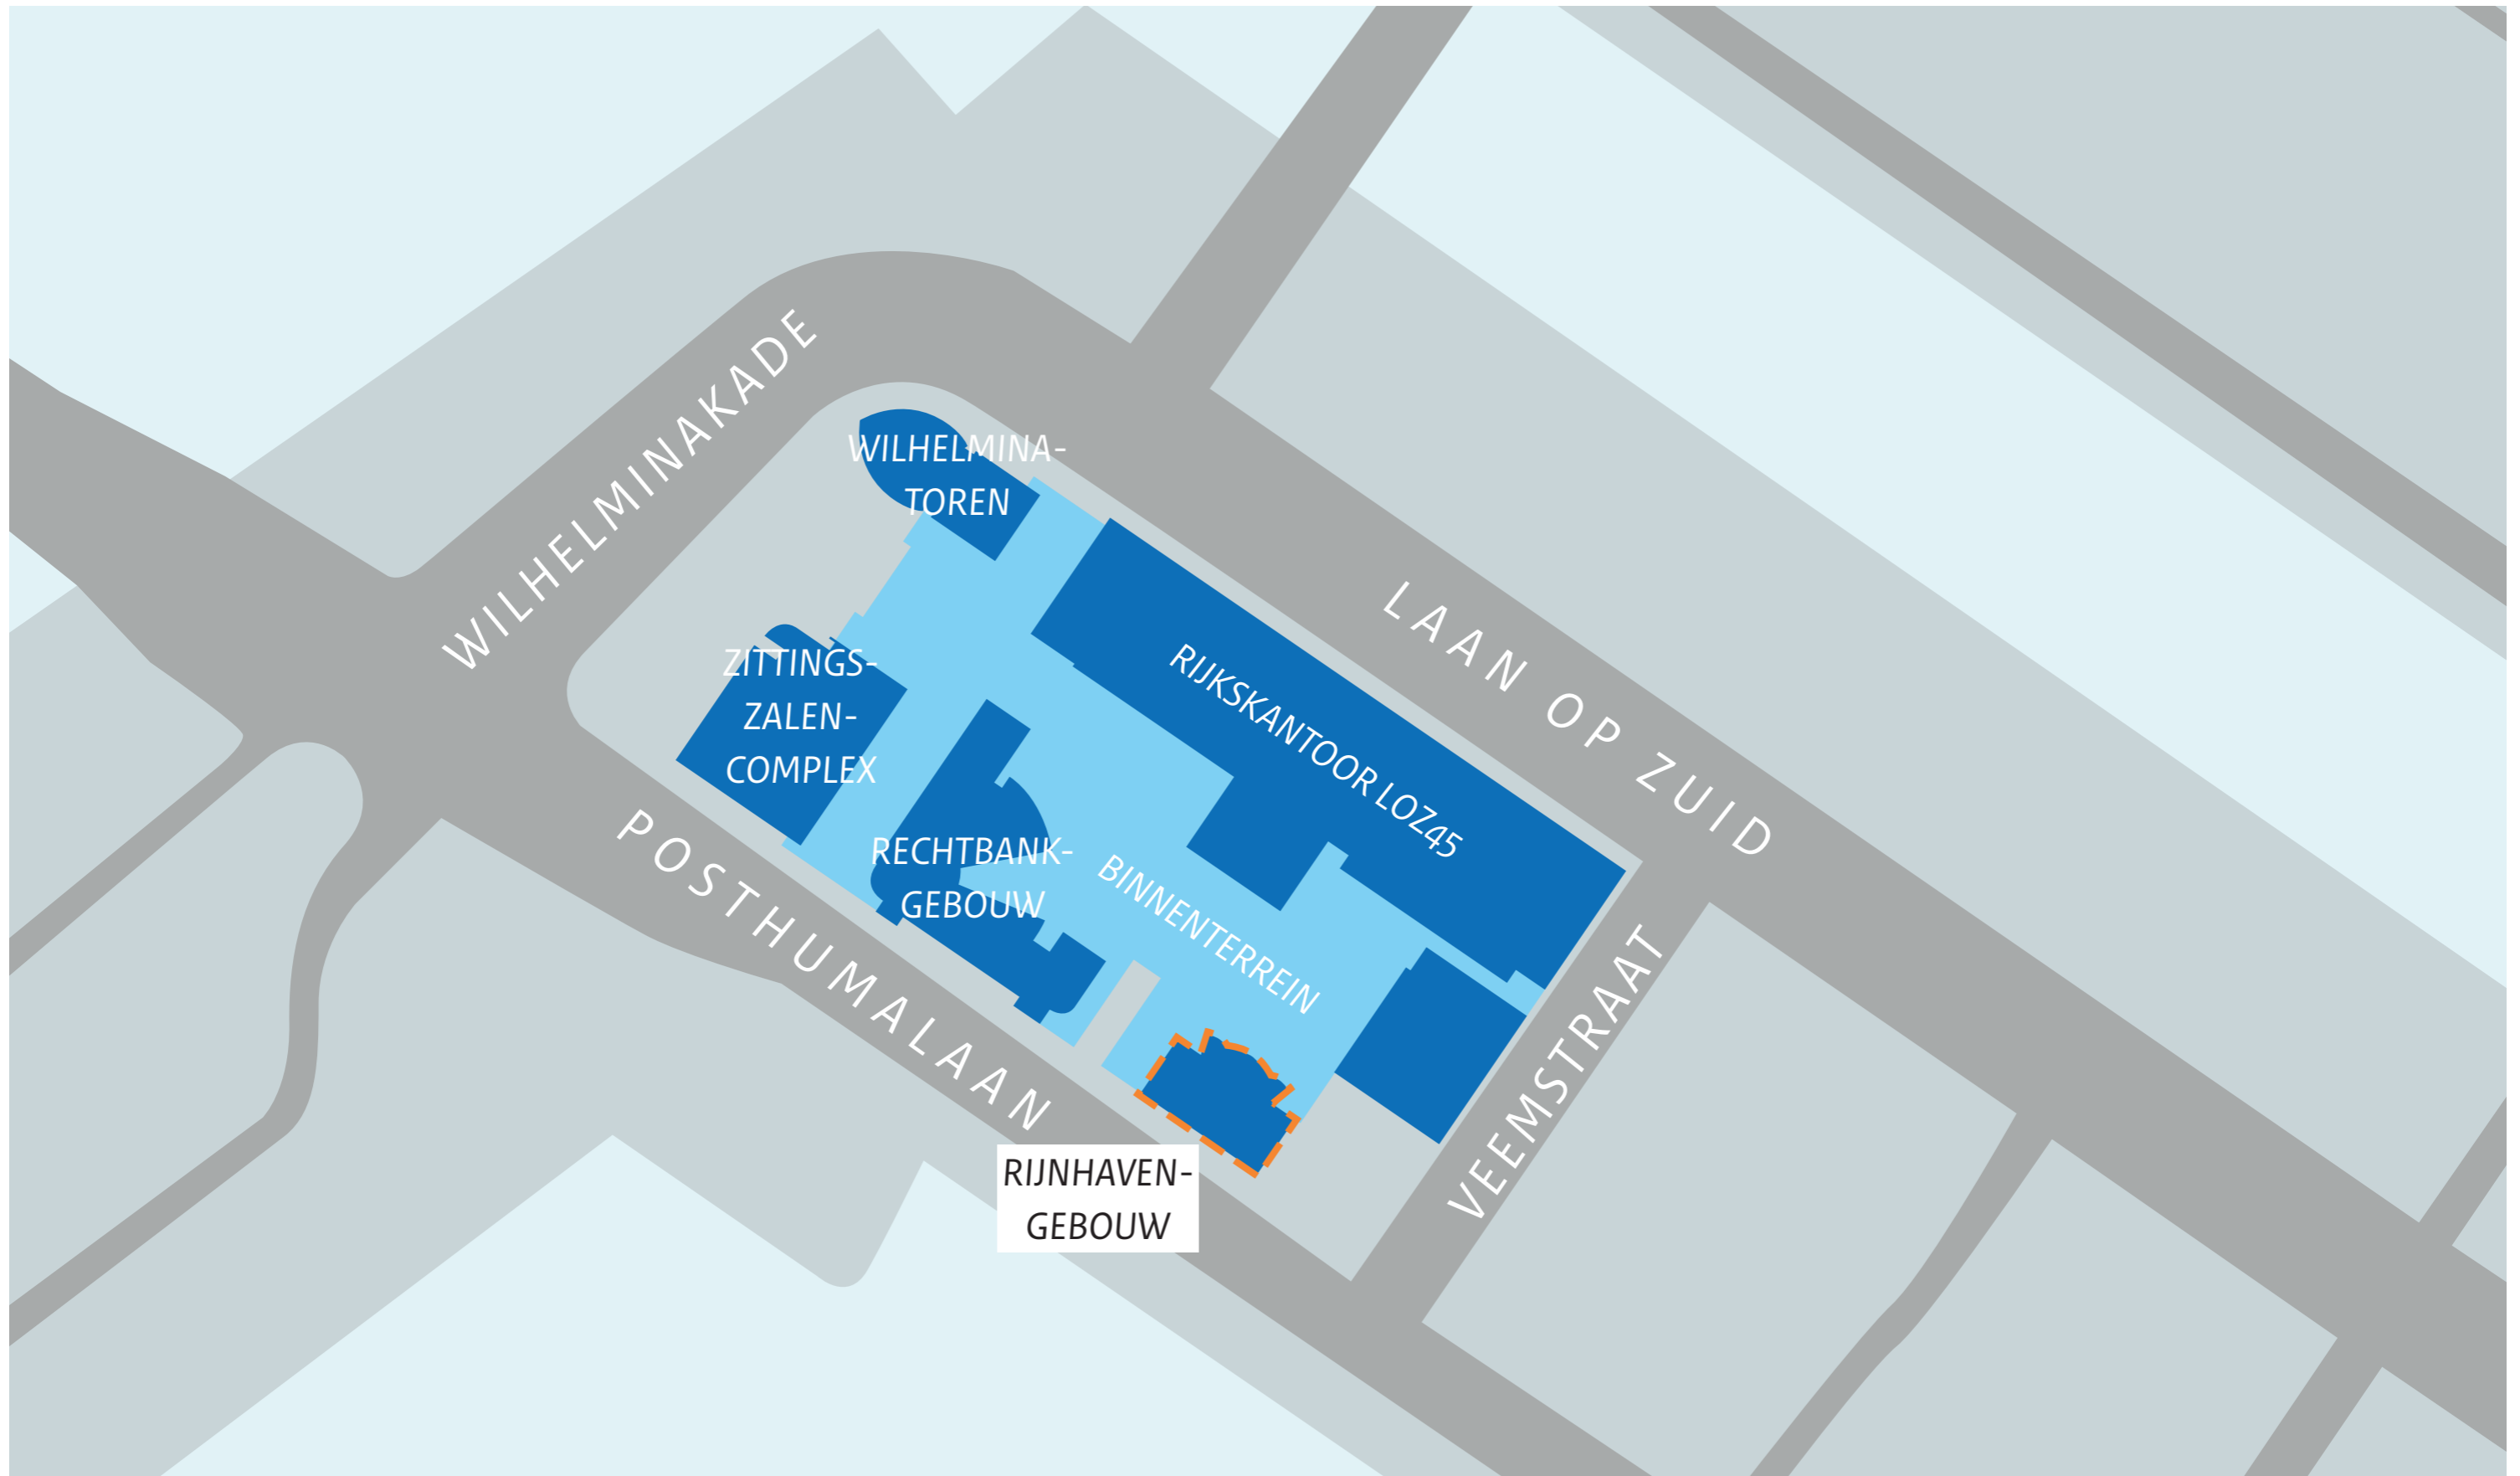 WILHELMINAKADE
WILHELMINA-
TOREN
LAAN OP ZUID
ZITTINGS-
ZALEN-
COMPLEX
RIJKSKANTOOR LOZ45
RECHTBANK-
GEBOUW
BINNENTERREIN
POSTHUMALAAN
VEEMSTRAAT
RIJNHAVEN-
GEBOUW